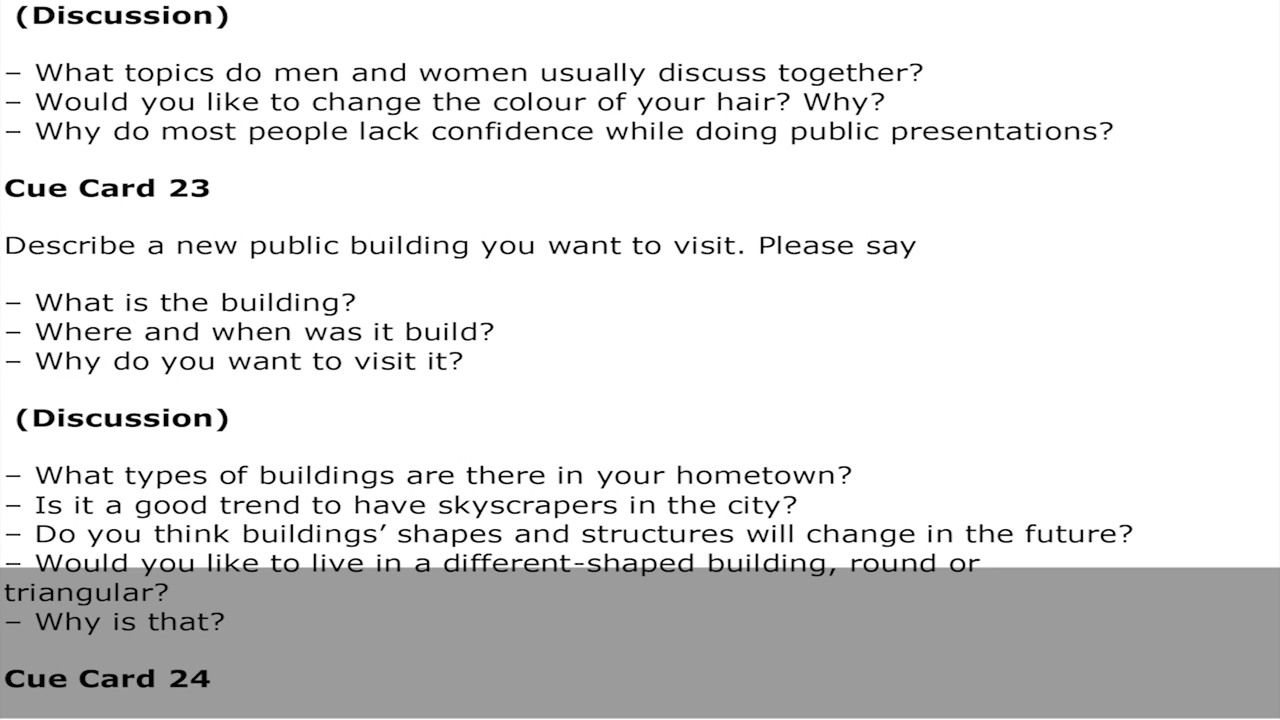 (Discussion)
– What topics do men and women usually discuss together?
– Would you like to change the colour of your hair? Why?
– Why do most people lack confidence while doing public presentations?
Cue Card 23
Describe a new public building you want to visit. Please say
– What is the building?
– Where and when was it build?
– Why do you want to visit it?
(Discussion)
– What types of buildings are there in your hometown?
– Is it a good trend to have skyscrapers in the city?
– Do you think buildings’ shapes and structures will change in the future?
– Would you like to live in a different-shaped building, round or
triangular?
– Why is that?
Cue Card 24